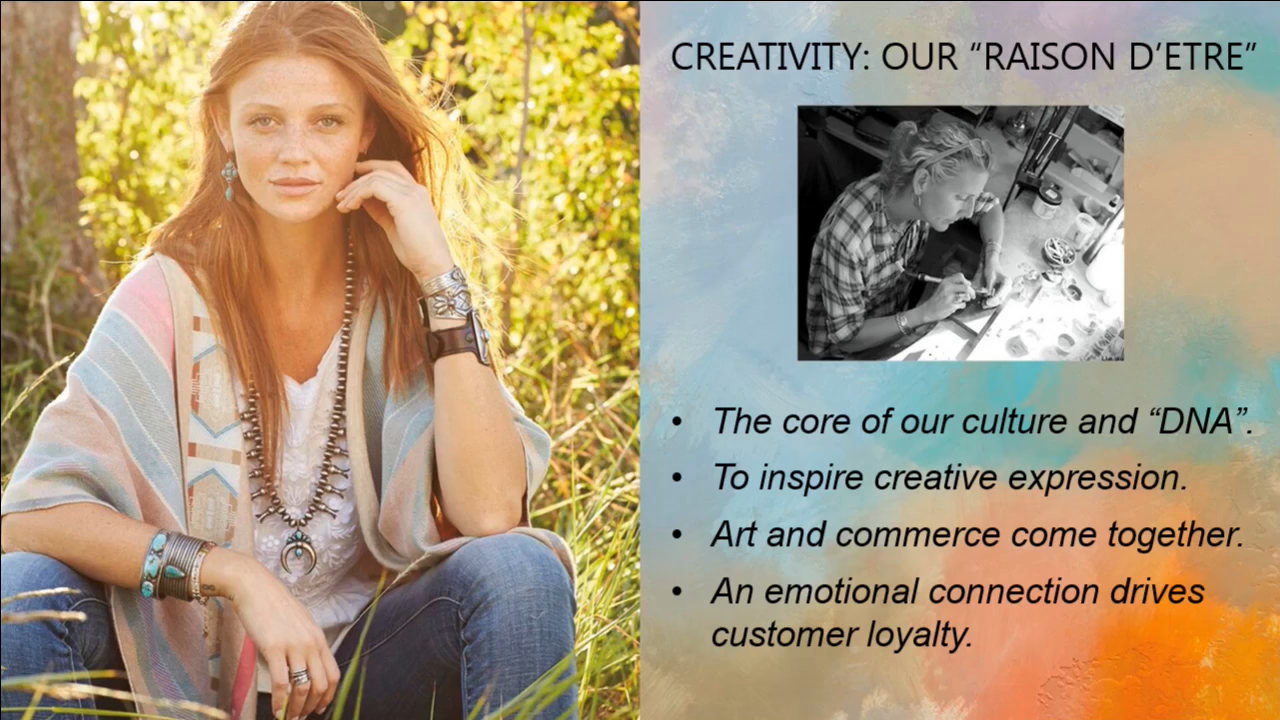 CREATIVITY: OUR “RAISON D’ETRE”
• The core of our culture and “DNA”.
• To inspire creative expression.
• Art and commerce come together.
• An emotional connection drives
customer loyalty.